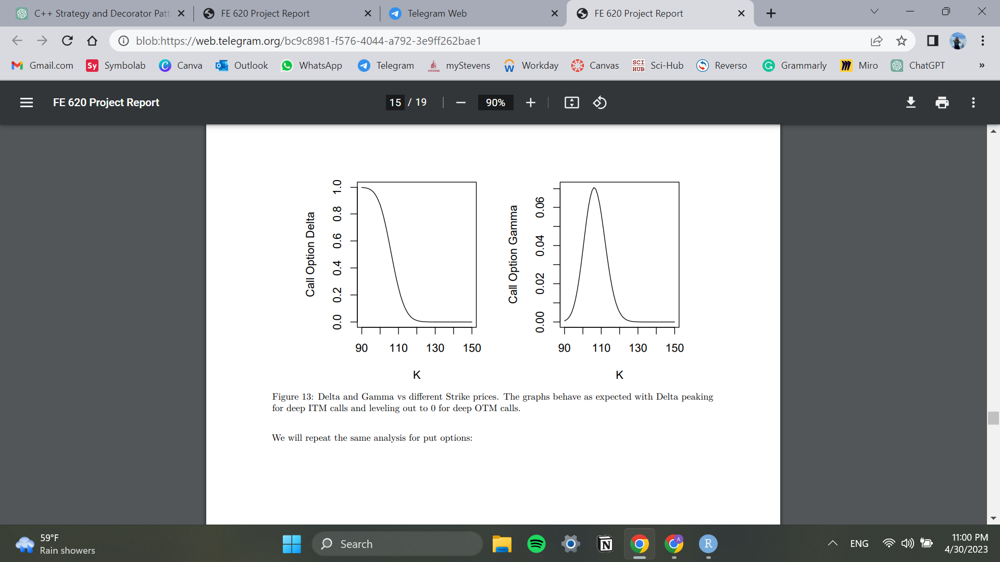 C++ Strategy and Decorator Patt
FE 620 Project Report
Telegram Web
FE 620 Project Report
blob:https://web.telegram.org/bc9c8981-f576-4044-a792-3e9ff262bae1
Gmail.com
Sy Symbolab
Canva
Outlook
WhatsApp
Telegram
STEVENS myStevens
Workday
Canvas
SCI HUB Sci-Hub
Reverso
Grammarly
Miro
ChatGPT
»
FE 620 Project Report
15 / 19
90%
Call Option Delta
0.0 0.2 0.4 0.6 0.8 1.0
90 110 130 150
K
Call Option Gamma
0.00 0.02 0.04 0.06
90 110 130 150
K
Figure 13: Delta and Gamma vs different Strike prices. The graphs behave as expected with Delta peaking
for deep ITM calls and leveling out to 0 for deep OTM calls.
We will repeat the same analysis for put options:
59°F
Rain showers
Search
A
R
ENG
11:00 PM
4/30/2023